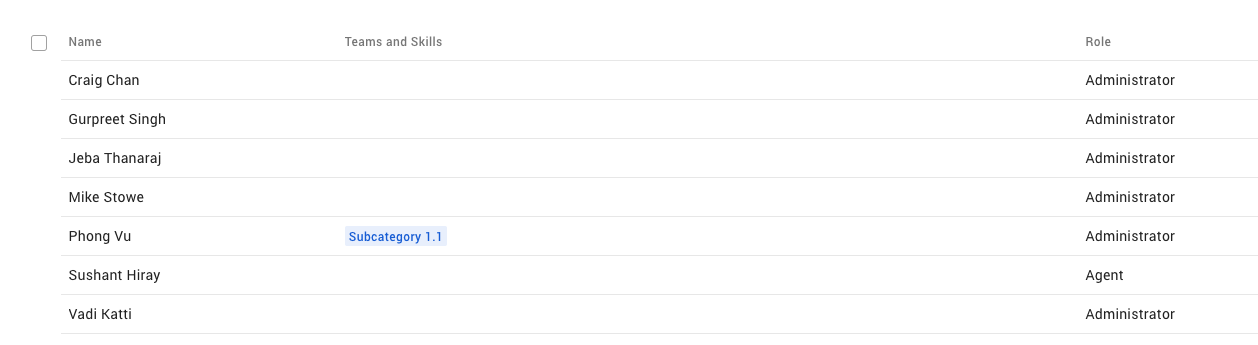 Name Teams and Skills Role
Craig Chan Administrator
Gurpreet Singh Administrator
Jeba Thanaraj Administrator
Mike Stowe Administrator
Phong Vu Subcategory 1.1 Administrator
Sushant Hiray Agent
Vadi Katti Administrator